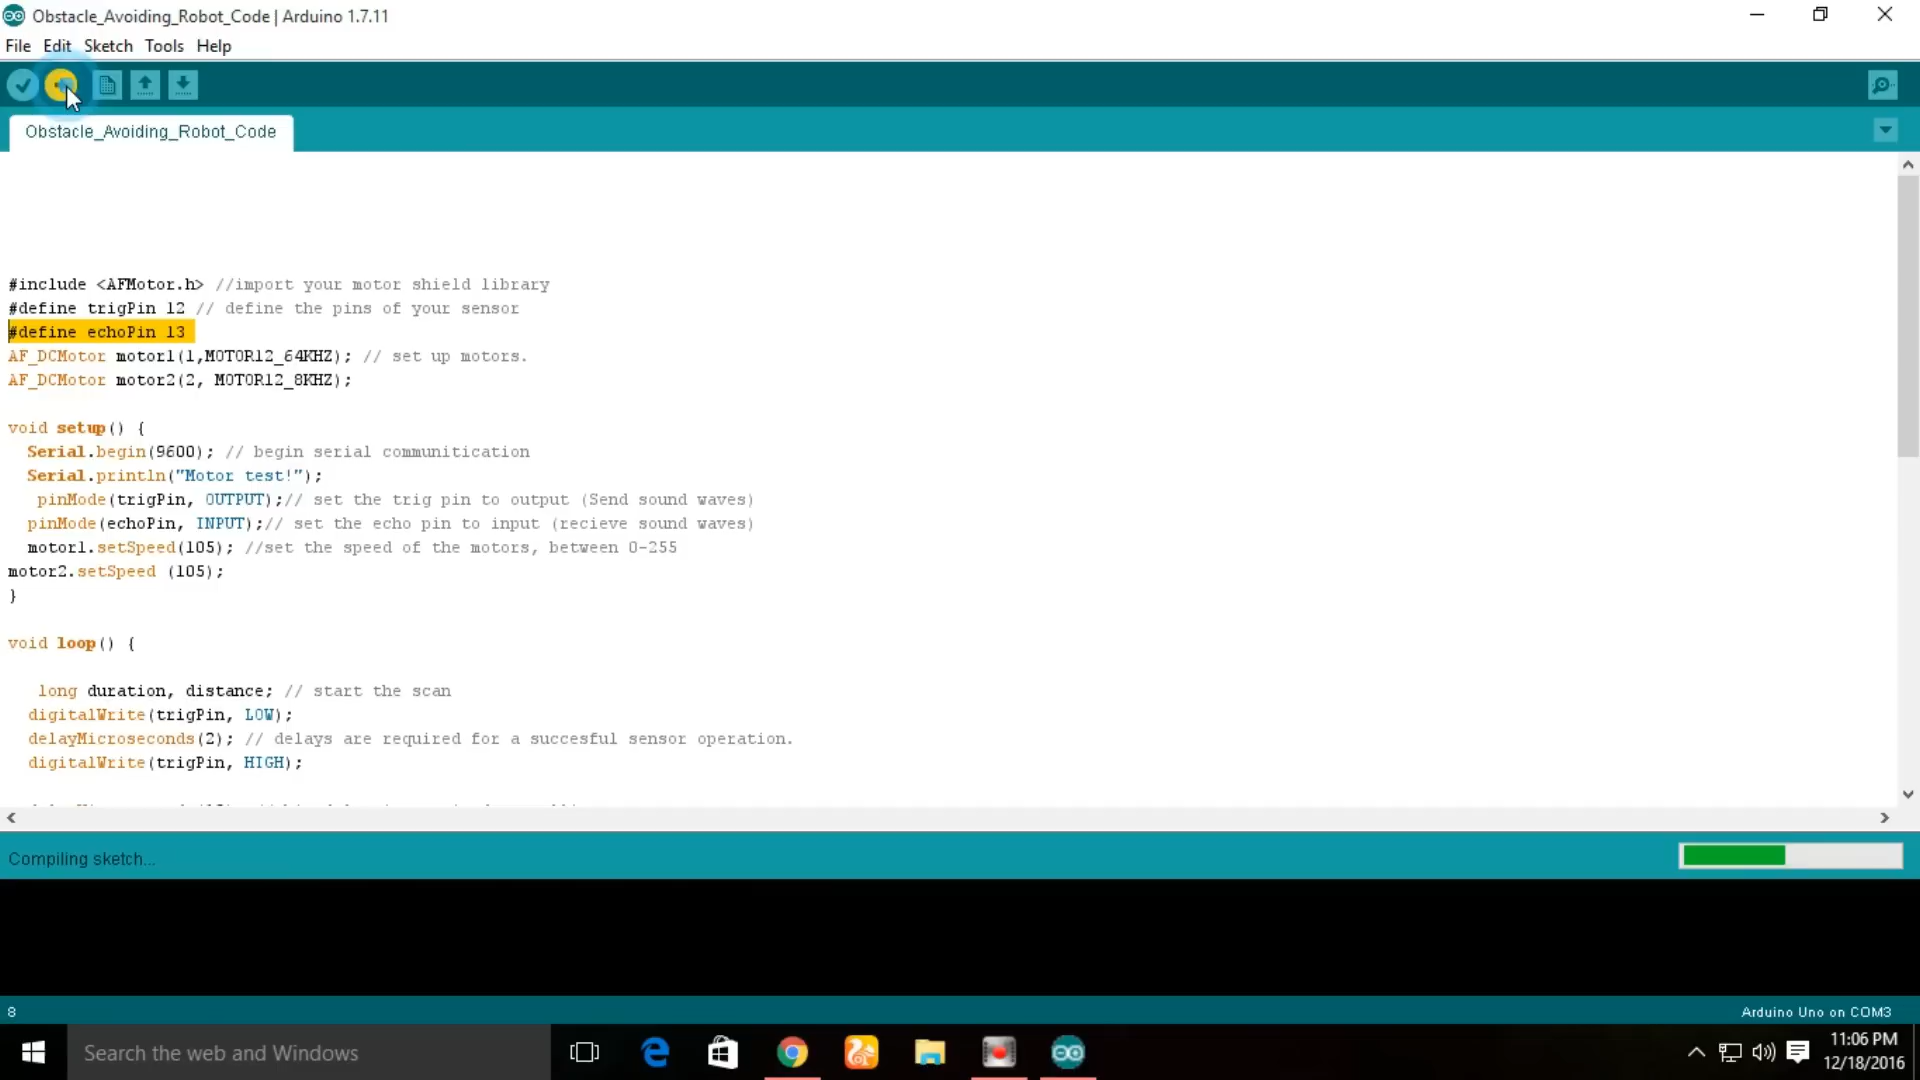 Obstacle_Avoiding_Robot_Code | Arduino 1.7.11
File Edit Sketch Tools Help
Obstacle_Avoiding_Robot_Code
#include <AFMotor.h> //import your motor shield library
#define trigPin 12 // define the pins of your sensor
#define echoPin 13
AF_DCMotor motor1(1,MOTOR12_64KHZ); // set up motors.
AF_DCMotor motor2(2, MOTOR12_8KHZ);
void setup() {
Serial.begin(9600); // begin serial communitication
Serial.println("Motor test!");
pinMode(trigPin, OUTPUT);// set the trig pin to output (Send sound waves)
pinMode(echoPin, INPUT);// set the echo pin to input (recieve sound waves)
motor1.setSpeed(105); //set the speed of the motors, between 0-255
motor2.setSpeed (105);
}
void loop() {
long duration, distance; // start the scan
digitalWrite(trigPin, LOW);
delayMicroseconds(2); // delays are required for a succesful sensor operation.
digitalWrite(trigPin, HIGH);
Compiling sketch...
8
Arduino Uno on COM3
Search the web and Windows
11:06 PM
12/18/2016